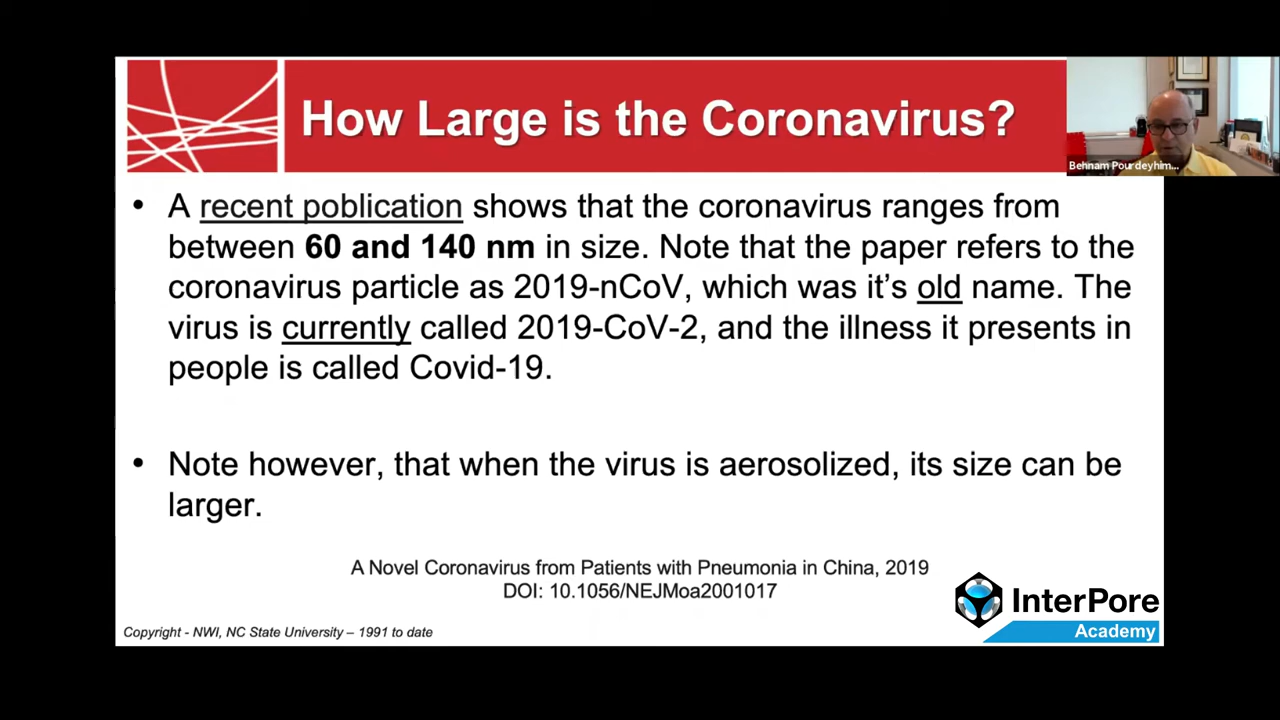 How Large is the Coronavirus?
Behnam Pourdeyhim...
• A recent poblication shows that the coronavirus ranges from
between 60 and 140 nm in size. Note that the paper refers to the
coronavirus particle as 2019-nCoV, which was it's old name. The
virus is currently called 2019-CoV-2, and the illness it presents in
people is called Covid-19.
• Note however, that when the virus is aerosolized, its size can be
larger.
A Novel Coronavirus from Patients with Pneumonia in China, 2019
DOI: 10.1056/NEJMoa2001017
InterPore
Academy
Copyright - NWI, NC State University – 1991 to date